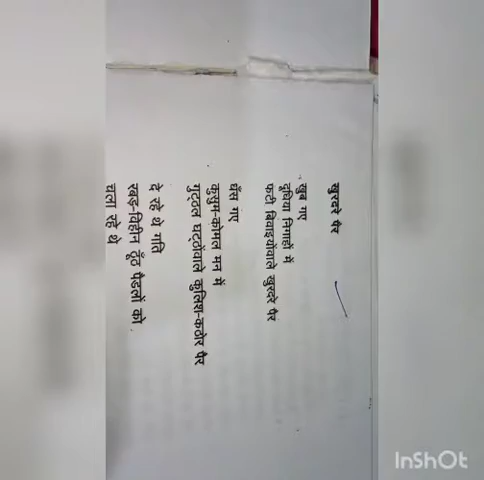 खुरदरे पैर
खुब गए
दूधिया निगाहों में
फटी बिवाइयोंवाले खुरदरे पैर
धँस गए
कुसुम-कोमल मन में
गुट्ठल घट्ठोंवाले कुलिश-कठोर पैर
दे रहे थे गति
रबड़-विहीन ठूँठ पैडलों को
चला रहे थे
InShOt